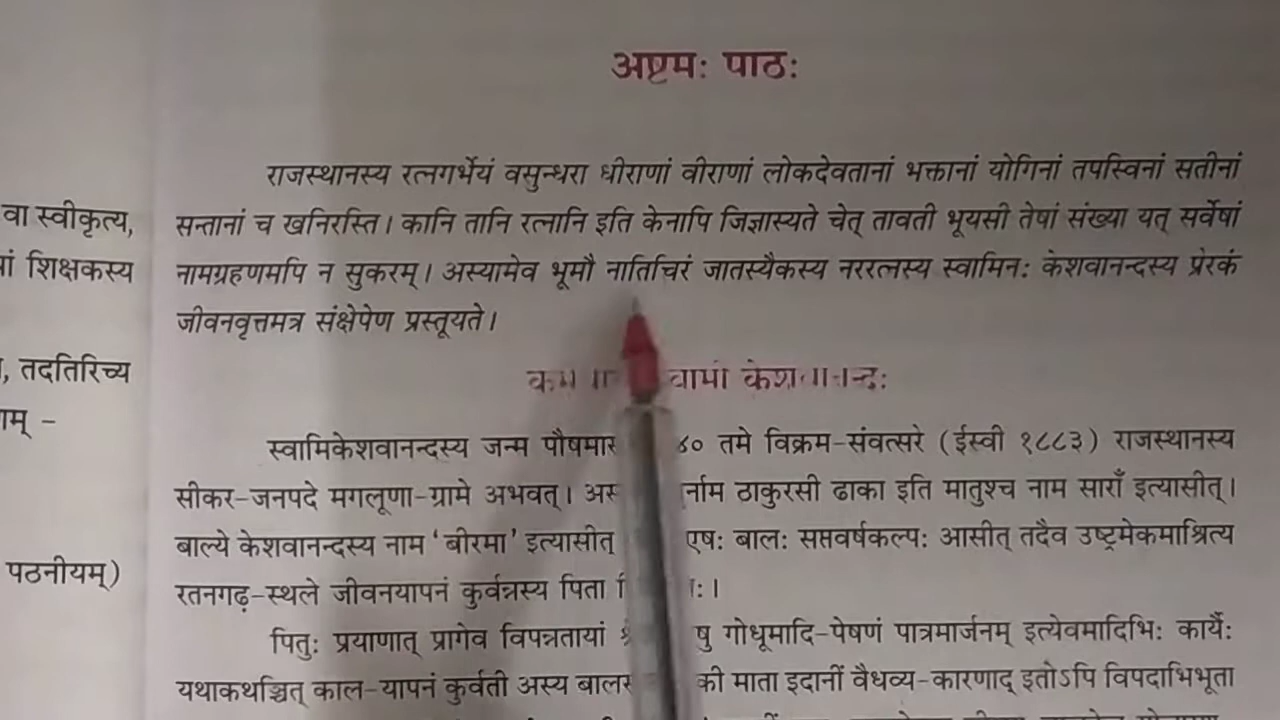 अष्टमः पाठः
राजस्थानस्य रत्नगर्भेयं वसुन्धरा धीराणां वीराणां लोकदेवतानां भक्तानां योगिनां तपस्विनां सतीनां
सन्तानां च खनिरस्ति। कानि तानि रत्नानि इति केनापि जिज्ञास्यते चेत् तावती भूयसी तेषां संख्या यत् सर्वेषां
नामग्रहणमपि न सुकरम्। अस्यामेव भूमौ नातिचिरं जातस्यैकस्य नररत्नस्य स्वामिनः केशवानन्दस्य प्रेरकं
जीवनवृत्तमत्र संक्षेपेण प्रस्तूयते।
केशवानन्दः
स्वामिकेशवानन्दस्य जन्म तमे विक्रम-संवत्सरे (ईस्वी १८८३) राजस्थानस्य
सीकर-जनपदे मगलूणा-ग्रामे अभवत्। ठाकुरसी ढाका इति मातुश्च नाम साराँ इत्यासीत्।
बाल्ये केशवानन्दस्य नाम 'बीरमा' इत्यासीत् एषः बालः सप्तवर्षकल्पः आसीत् तदैव उष्ट्रमेकमाश्रित्य
रतनगढ़-स्थले जीवनयापनं कुर्वन्नस्य पिता
पितुः प्रयाणात् प्रागेव विपन्नतायां गोधूमादि-पेषणं पात्रमार्जनम् इत्येवमादिभिः कार्यैः
यथाकथञ्चित् काल-यापनं कुर्वती अस्य माता इदानीं वैधव्य-कारणाद् इतोऽपि विपदाभिभूता
वा स्वीकृत्य,
शिक्षकस्य
तदतिरिच्य
पठनीयम्)